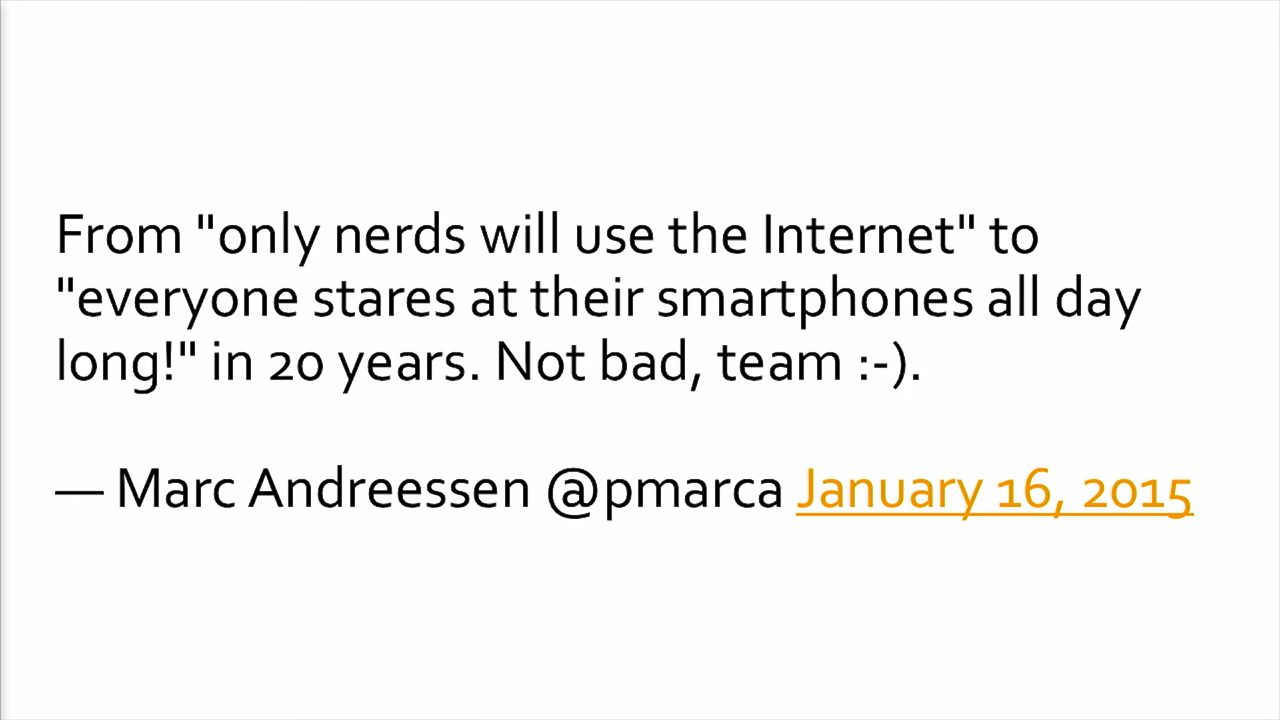 From "only nerds will use the Internet" to
"everyone stares at their smartphones all day
long!" in 20 years. Not bad, team :-).
— Marc Andreessen @pmarca January 16, 2015